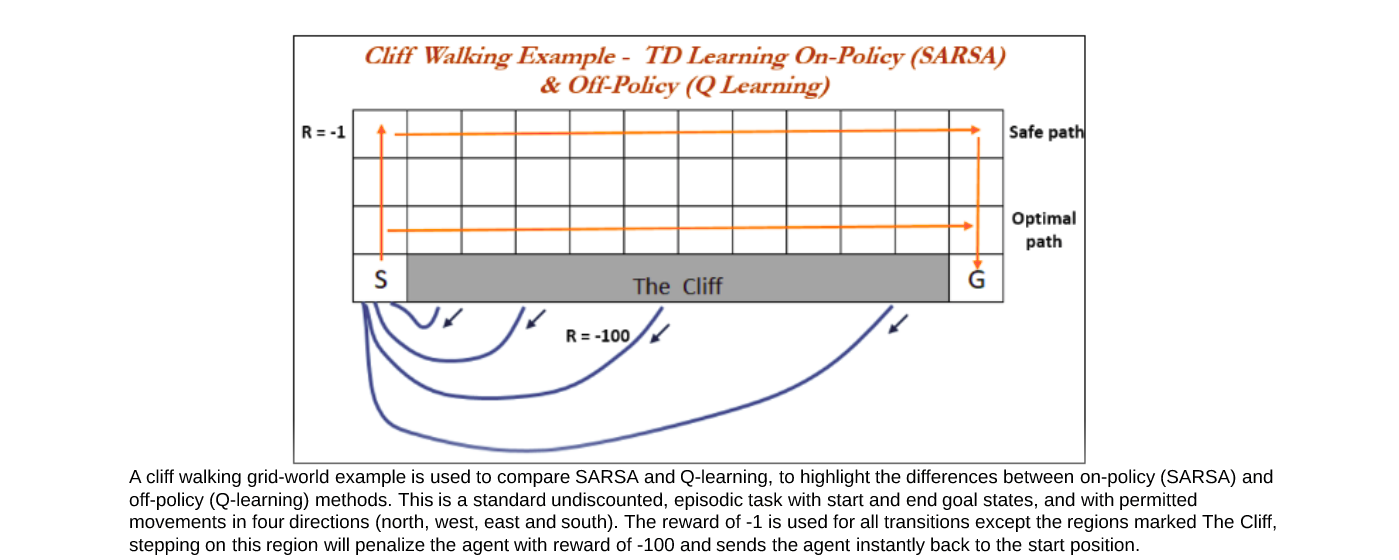 Cliff Walking Example - TD Learning On-Policy (SARSA)
& Off-Policy (Q Learning)
R = -1
Safe path
Optimal
path
S
The Cliff
G
R = -100
A cliff walking grid-world example is used to compare SARSA and Q-learning, to highlight the differences between on-policy (SARSA) and
off-policy (Q-learning) methods. This is a standard undiscounted, episodic task with start and end goal states, and with permitted
movements in four directions (north, west, east and south). The reward of -1 is used for all transitions except the regions marked The Cliff,
stepping on this region will penalize the agent with reward of -100 and sends the agent instantly back to the start position.